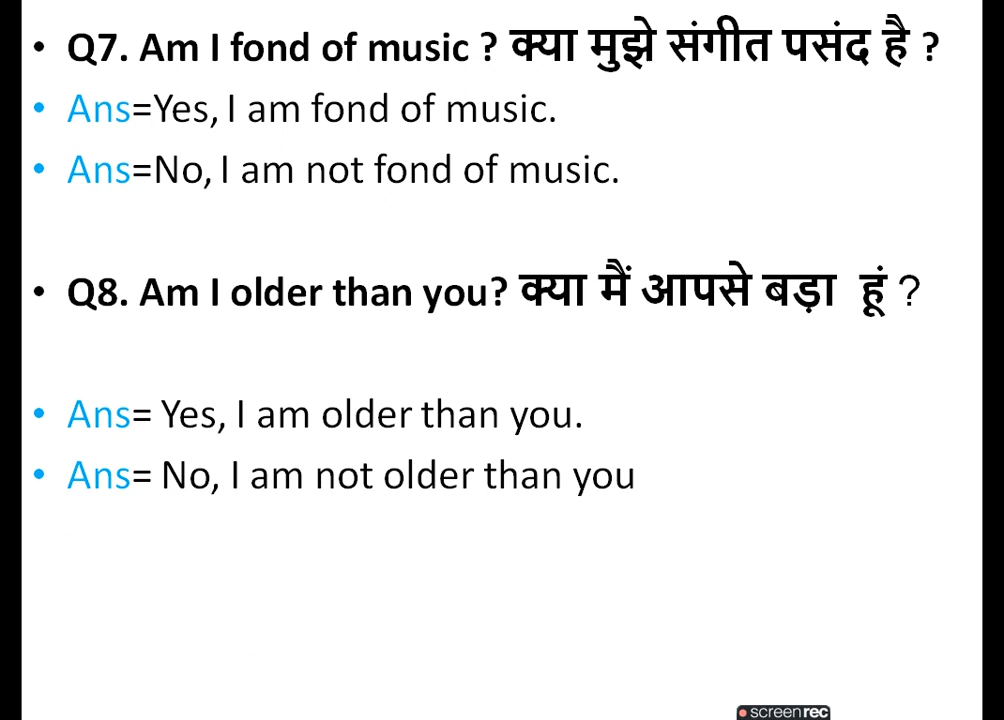 • Q7. Am I fond of music ? क्या मुझे संगीत पसंद है ?
• Ans=Yes, I am fond of music.
• Ans=No, I am not fond of music.
• Q8. Am I older than you? क्या मैं आपसे बड़ा हूं ?
• Ans= Yes, I am older than you.
• Ans= No, I am not older than you
screenrec